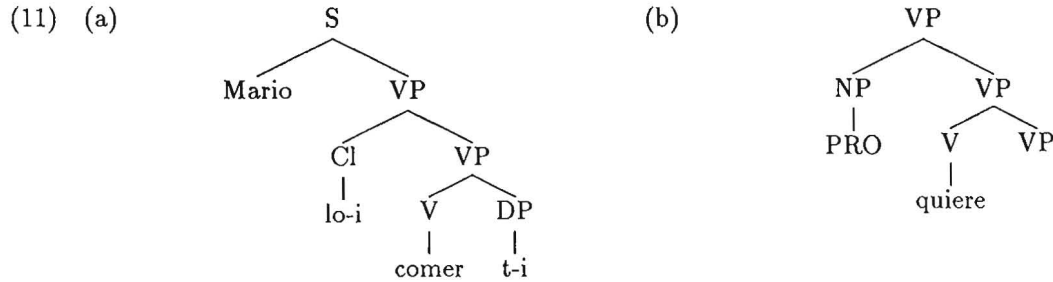 (11) (a) S (b) VP
Mario VP NP VP
Cl VP PRO V VP
lo-i V DP quiere
comer t-i